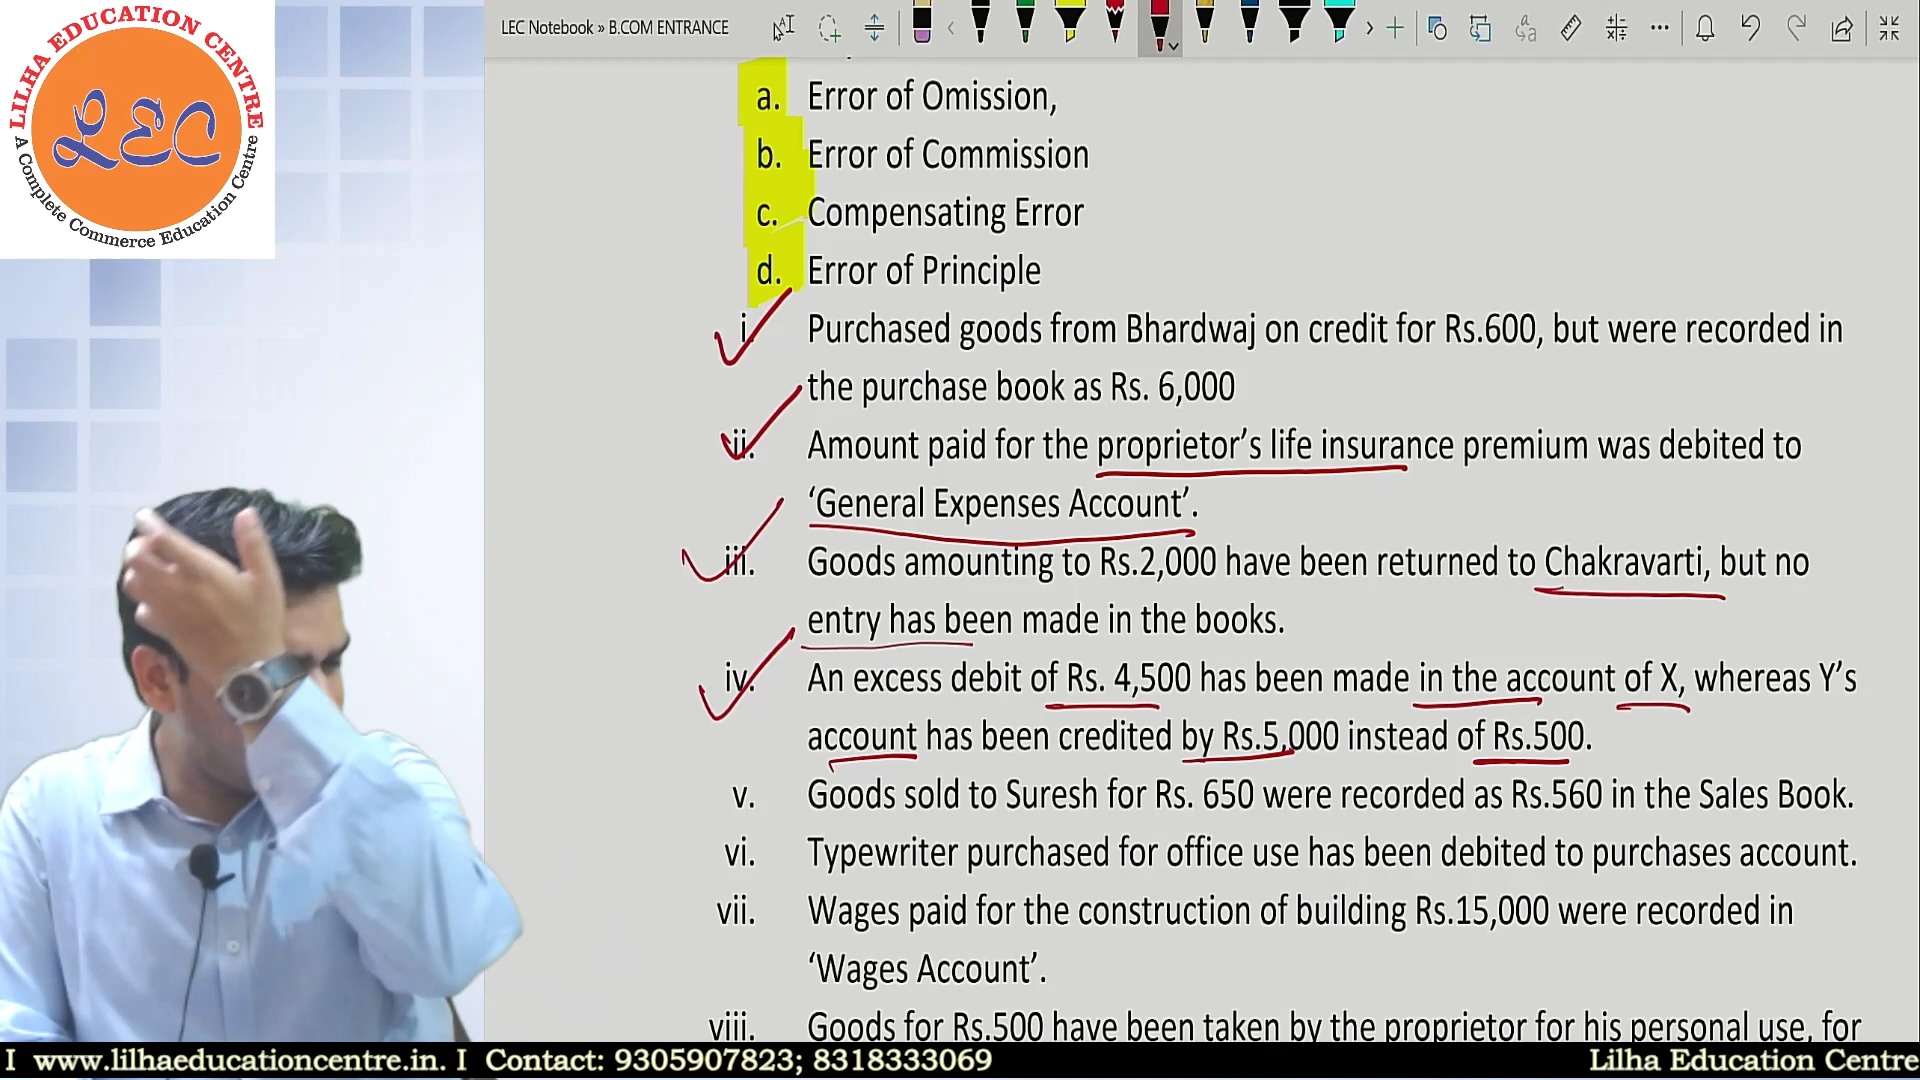 LILHA EDUCATION CENTRE
LEC
A Complete Commerce Education Centre
LEC Notebook » B.COM ENTRANCE
a. Error of Omission,
b. Error of Commission
c. Compensating Error
d. Error of Principle
i. Purchased goods from Bhardwaj on credit for Rs.600, but were recorded in
the purchase book as Rs. 6,000
ii. Amount paid for the proprietor’s life insurance premium was debited to
‘General Expenses Account’.
iii. Goods amounting to Rs.2,000 have been returned to Chakravarti, but no
entry has been made in the books.
iv. An excess debit of Rs. 4,500 has been made in the account of X, whereas Y’s
account has been credited by Rs.5,000 instead of Rs.500.
v. Goods sold to Suresh for Rs. 650 were recorded as Rs.560 in the Sales Book.
vi. Typewriter purchased for office use has been debited to purchases account.
vii. Wages paid for the construction of building Rs.15,000 were recorded in
‘Wages Account’.
viii. Goods for Rs.500 have been taken by the proprietor for his personal use, for
I www.lilhaeducationcentre.in. I Contact: 9305907823; 8318333069
Lilha Education Centre